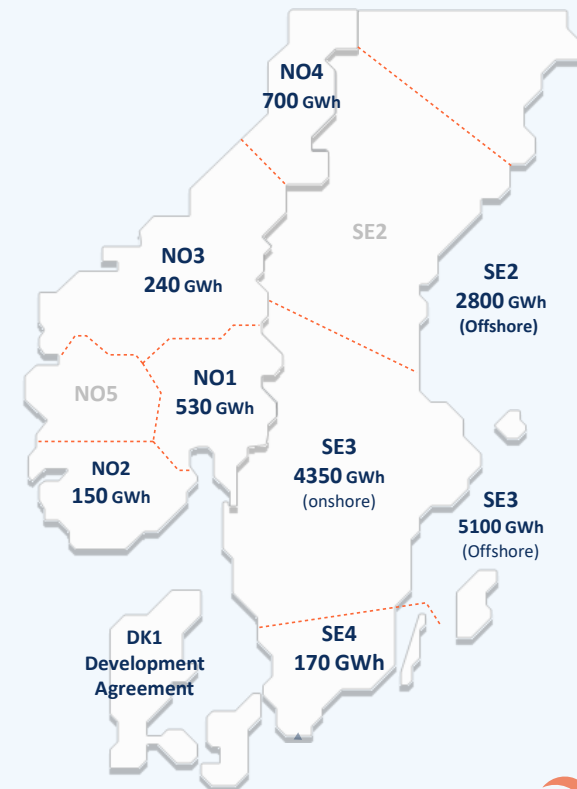 NO4
700 GWh
SE2
NO3
240 GWh
SE2
2800 GWh
(Offshore)
NO5
NO1
530 GWh
SE3
4350 GWh
(onshore)
NO2
150 GWh
SE3
5100 GWh
(Offshore)
DK1
Development
Agreement
SE4
170 GWh